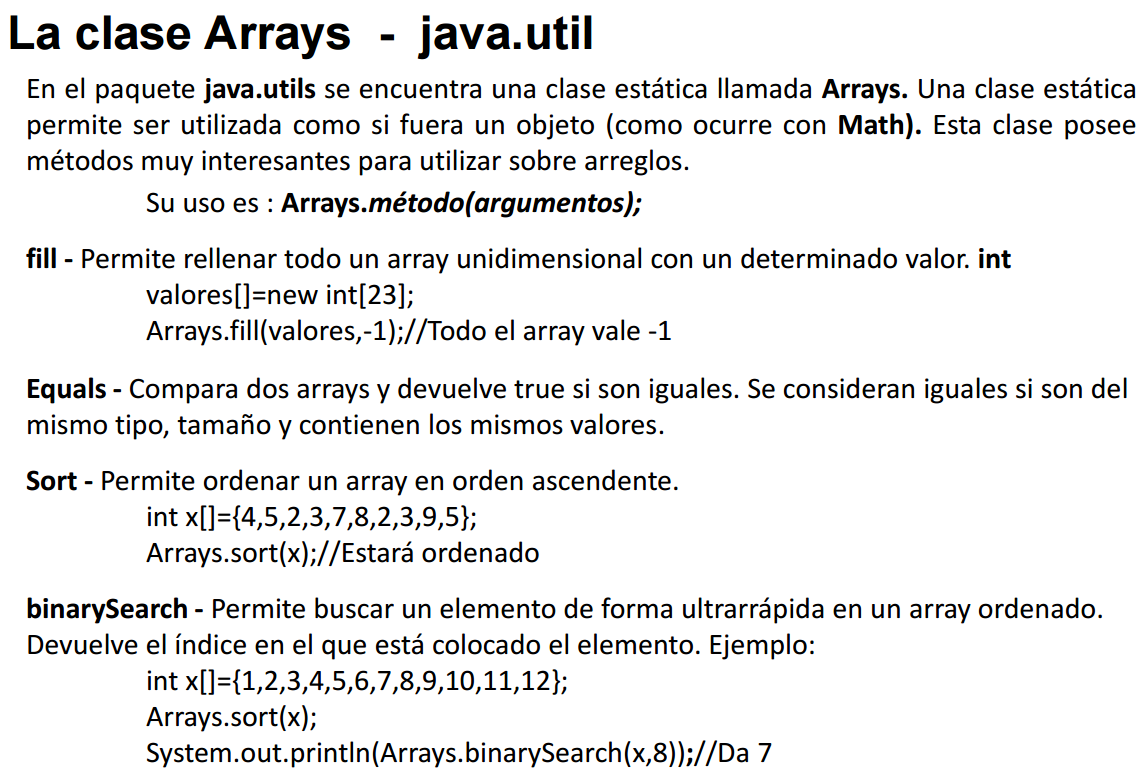 La clase Arrays - java.util
En el paquete java.utils se encuentra una clase estática llamada Arrays. Una clase estática
permite ser utilizada como si fuera un objeto (como ocurre con Math). Esta clase posee
métodos muy interesantes para utilizar sobre arreglos.
Su uso es : Arrays.método(argumentos);
fill - Permite rellenar todo un array unidimensional con un determinado valor. int
valores[]=new int[23];
Arrays.fill(valores,-1);//Todo el array vale -1
Equals - Compara dos arrays y devuelve true si son iguales. Se consideran iguales si son del
mismo tipo, tamaño y contienen los mismos valores.
Sort - Permite ordenar un array en orden ascendente.
int x[]={4,5,2,3,7,8,2,3,9,5};
Arrays.sort(x);//Estará ordenado
binarySearch - Permite buscar un elemento de forma ultrarrápida en un array ordenado.
Devuelve el índice en el que está colocado el elemento. Ejemplo:
int x[]={1,2,3,4,5,6,7,8,9,10,11,12};
Arrays.sort(x);
System.out.println(Arrays.binarySearch(x,8));//Da 7